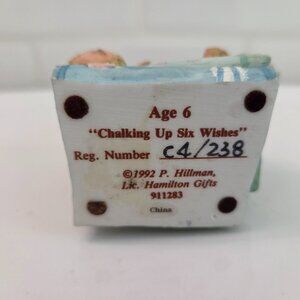 Age 6
"Chalking Up Six Wishes"
Reg. Number C4/238
©1992 P. Hillman,
Lic. Hamilton Gifts
911283
China